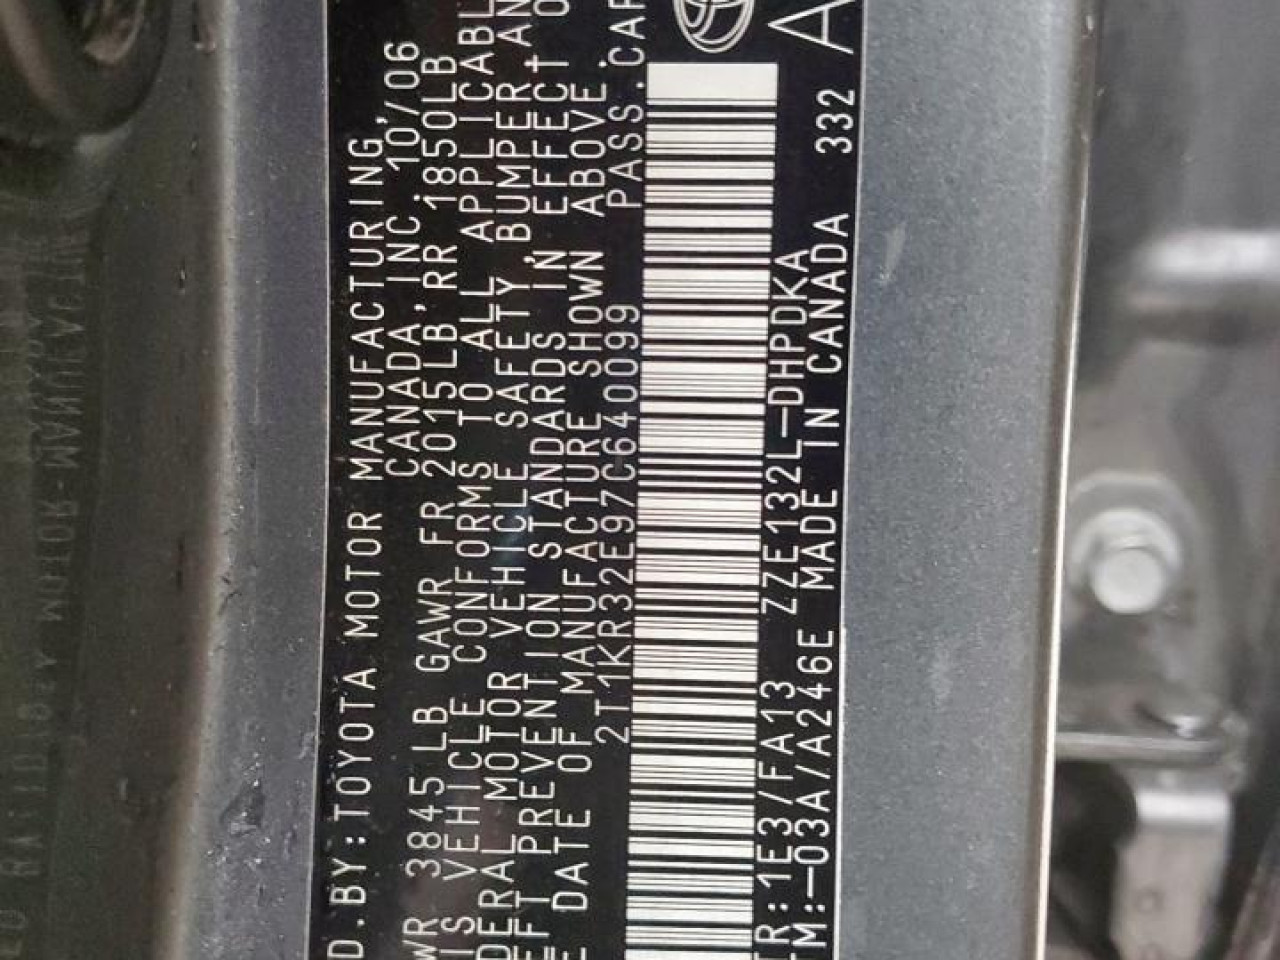 D.BY:TOYOTA MOTOR MANUFACTURING
CANADA,INC. 10/06
WR 3845LB GAWR FR 2015LB,RR 1850LB
IS VEHICLE CONFORMS TO ALL APPLICABL
DERAL MOTOR VEHICLE SAFETY,BUMPER,AN
EFT PREVENTION STANDARDS IN EFFECT O
E DATE OF MANUFACTURE SHOWN ABOVE.
2T1KR32E97C640099 PASS.CAR
TR:1E3/FA13 ZZE132L-DHPDKA
TM:-03A/A246E MADE IN CANADA 332 A